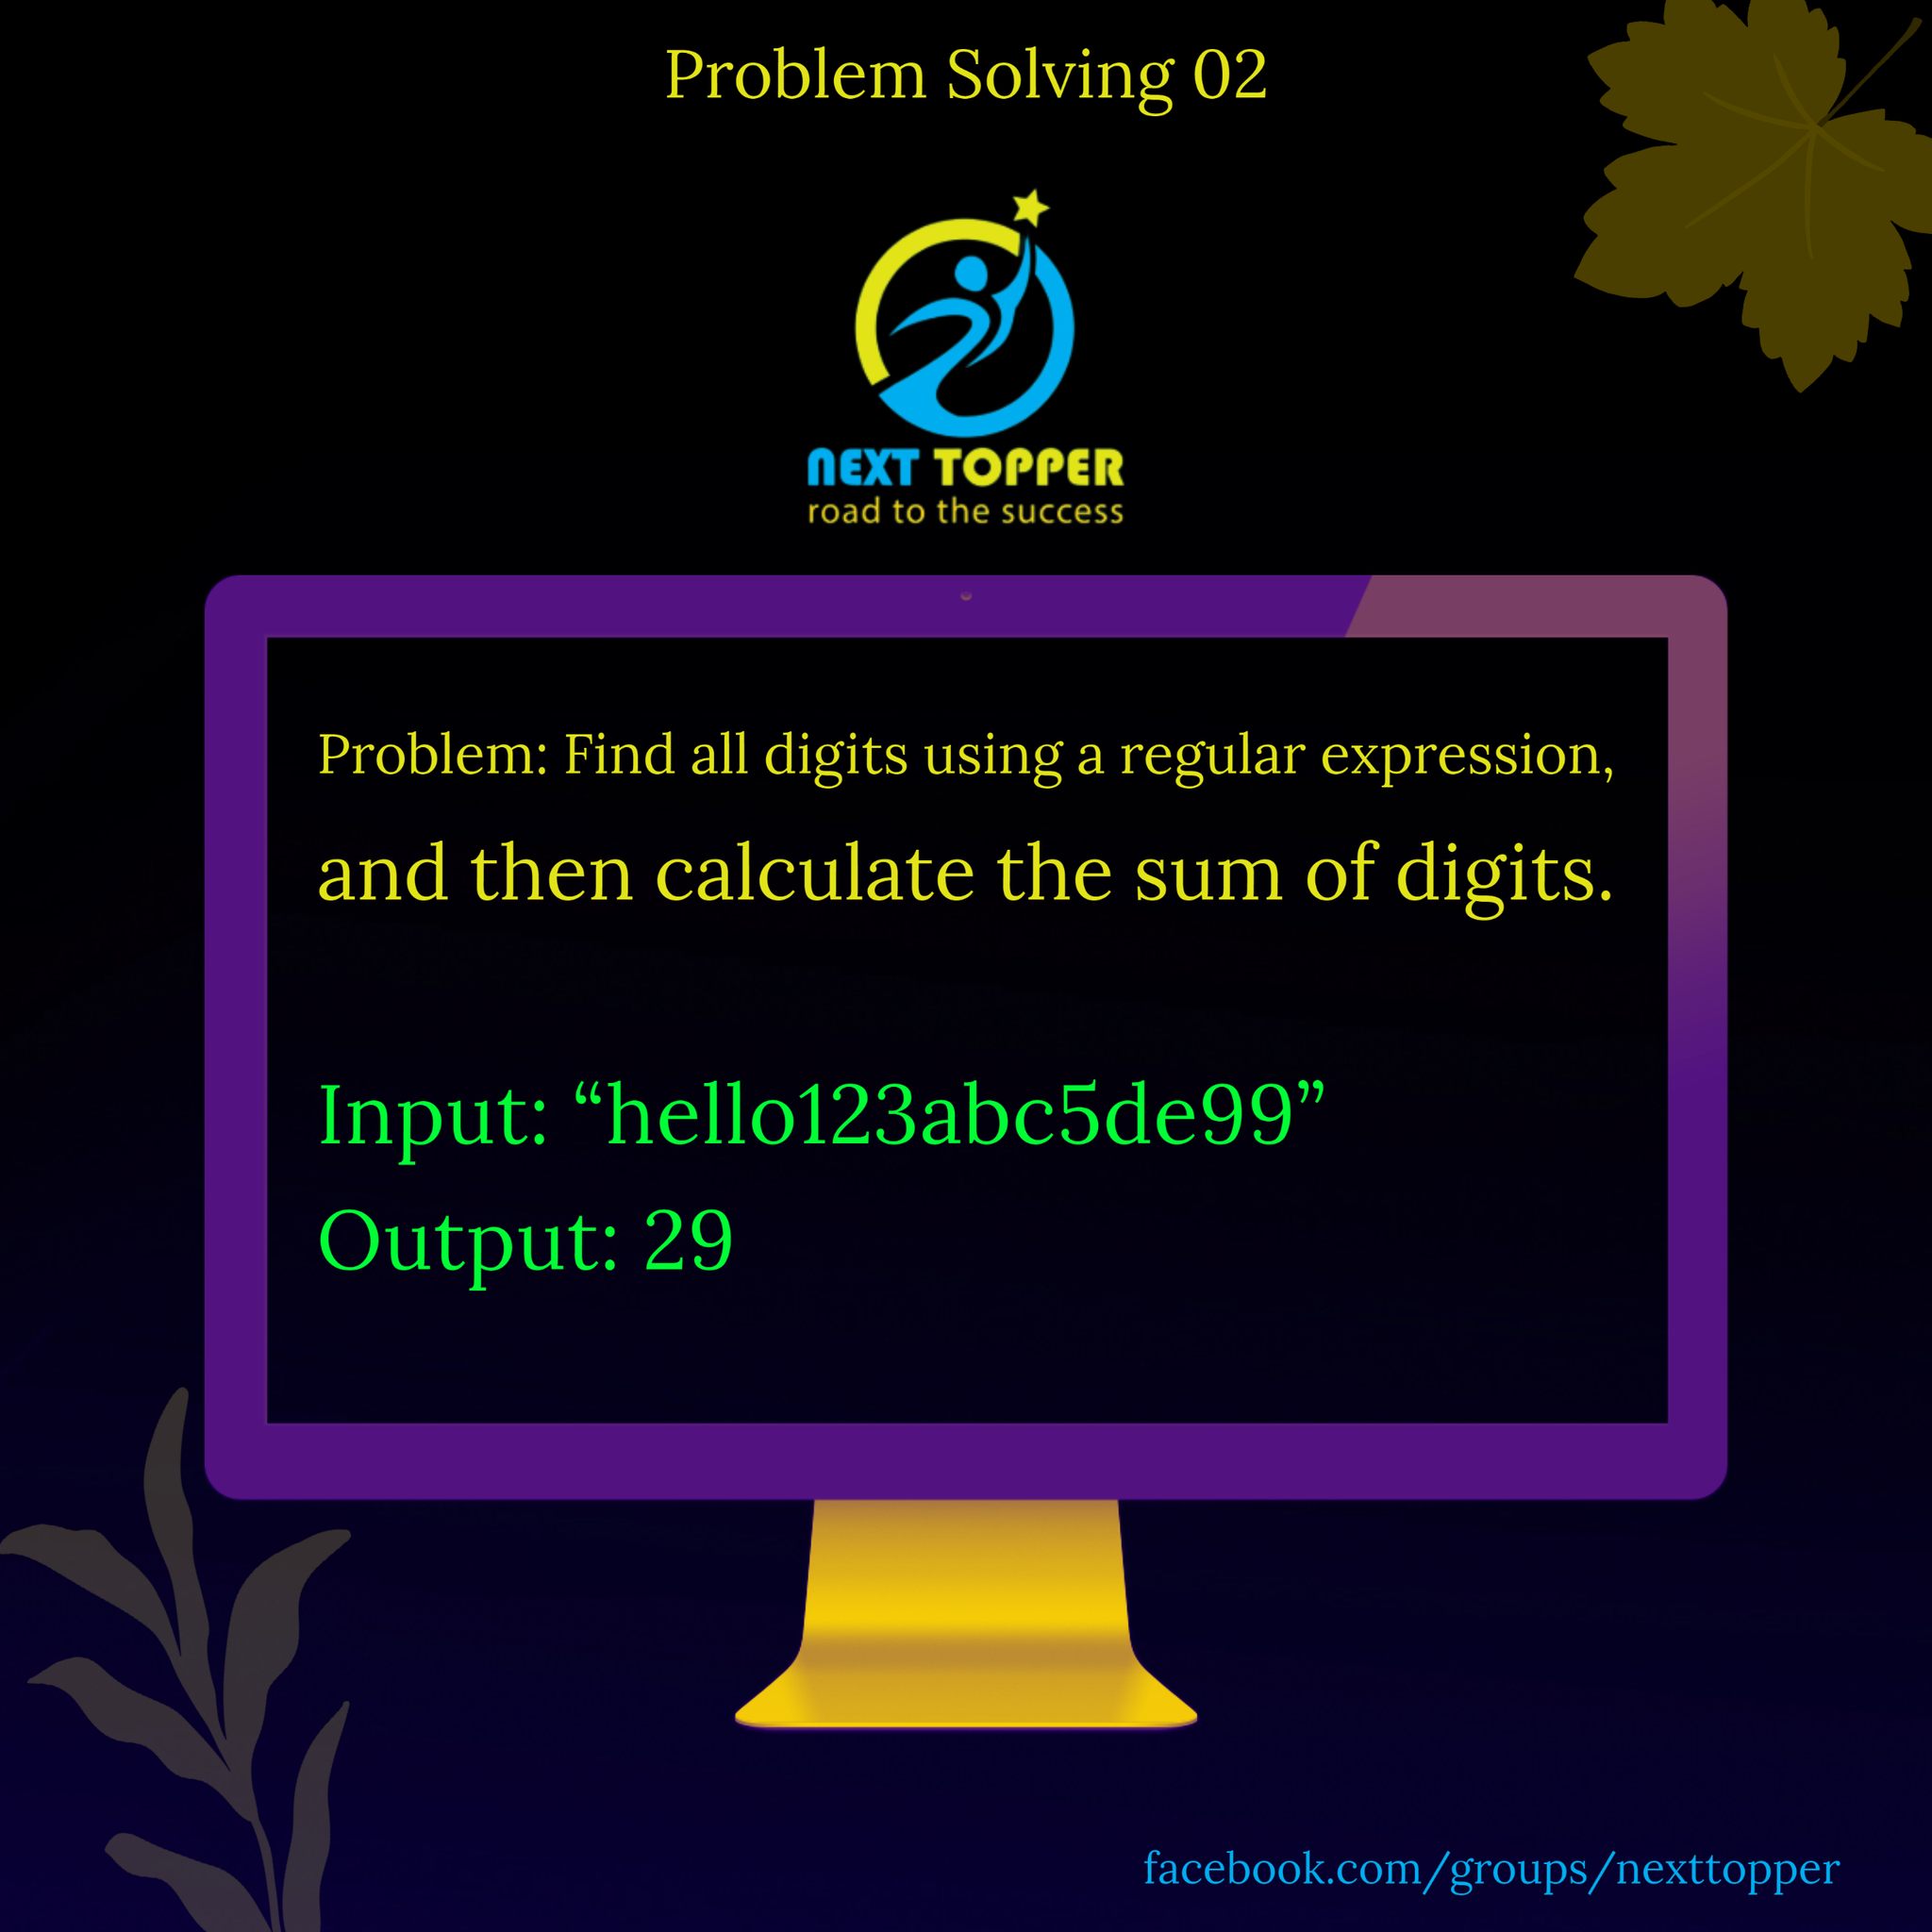 Problem Solving 02
NEXT TOPPER
road to the success
Problem: Find all digits using a regular expression,
and then calculate the sum of digits.
Input: “hello123abc5de99”
Output: 29
facebook.com/groups/nexttopper